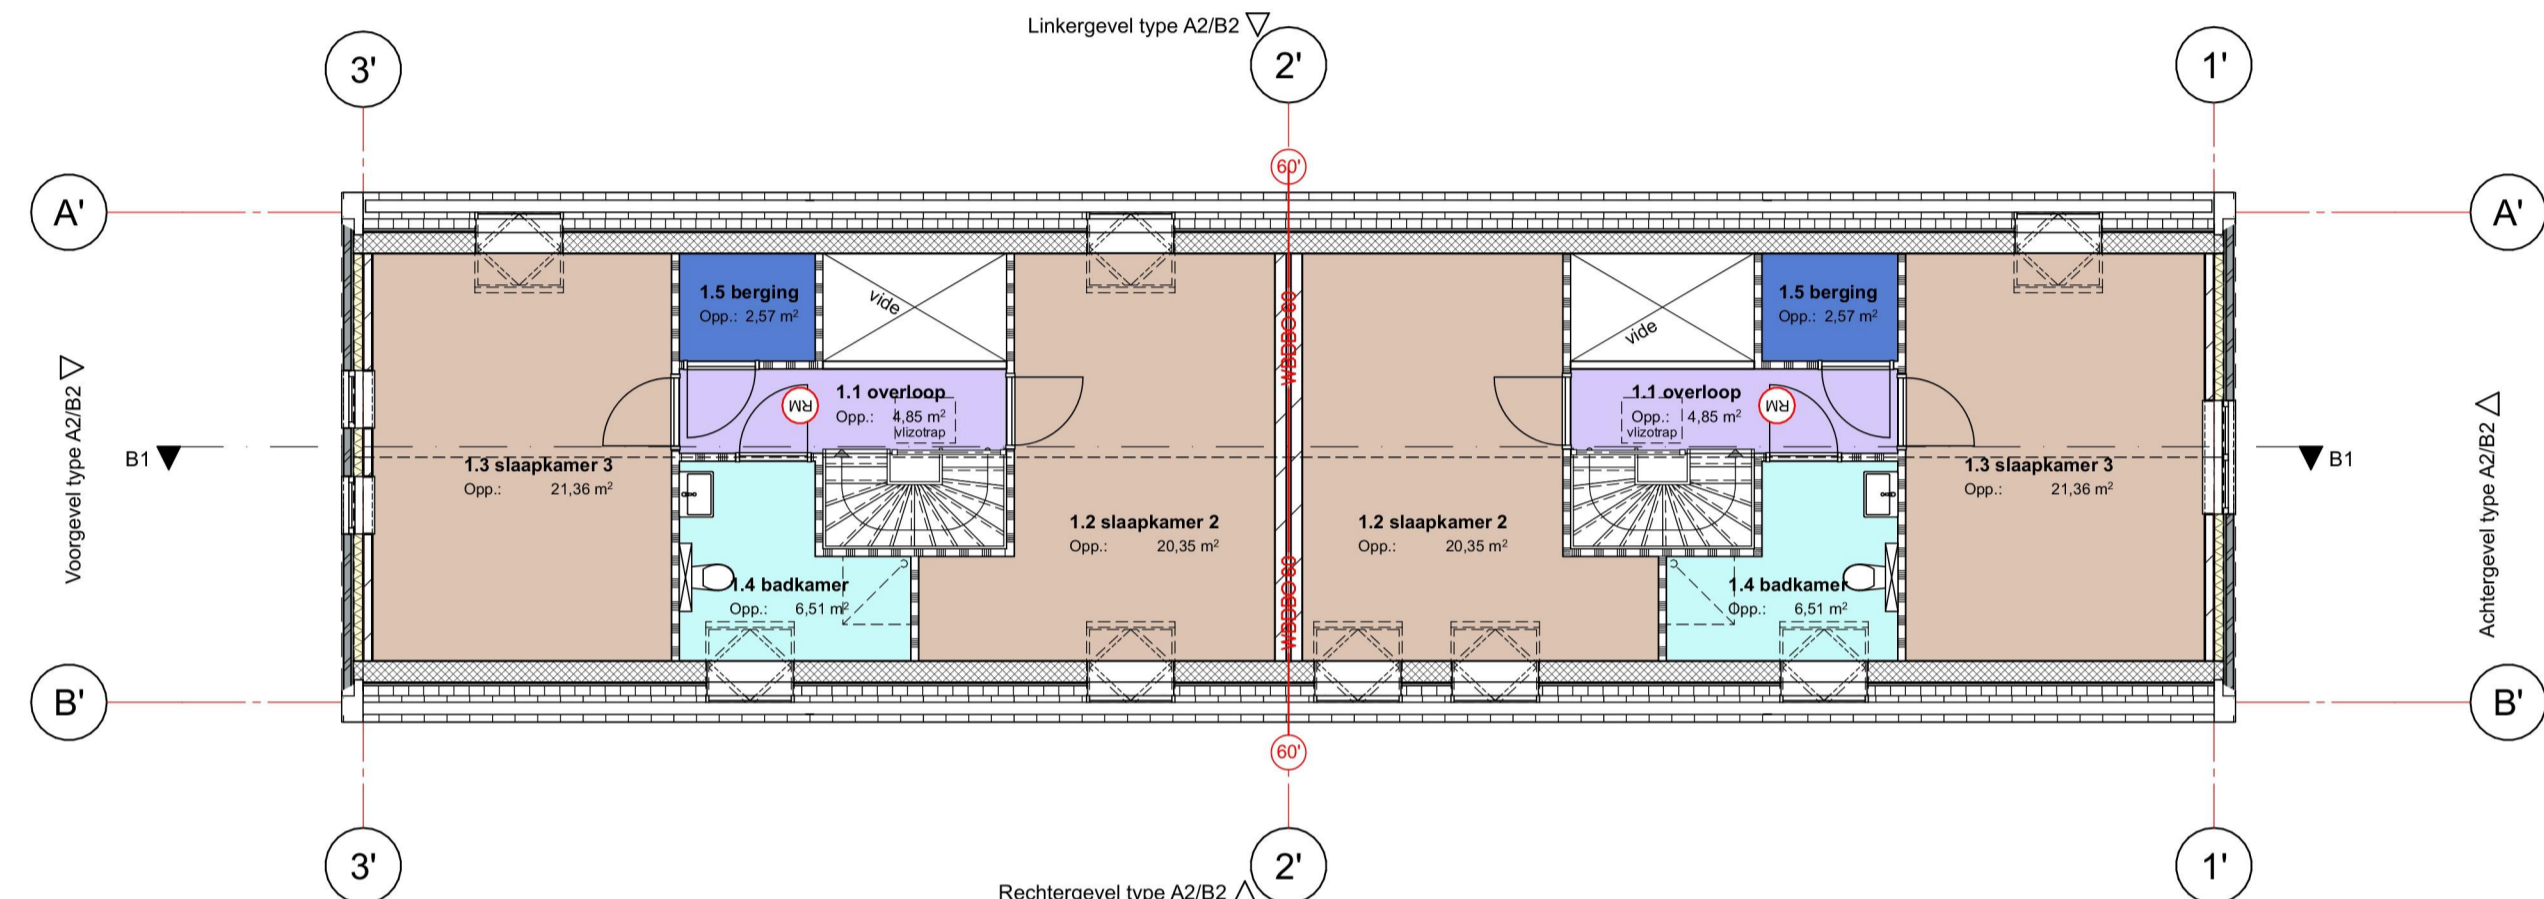 Linkergevel type A2/B2
3'
2'
1'
60'
A'
A'
1.5 berging
Opp.: 2,57 m²
vide
WBDBO 60
vide
1.5 berging
Opp.: 2,57 m²
1.1 overloop
Opp.: 4,85 m²
vlizotrap
RM
1.1 overloop
Opp.: 4,85 m²
vlizotrap
RM
Voorgevel type A2/B2
B1
B1
Achtergevel type A2/B2
1.3 slaapkamer 3
Opp.: 21,36 m²
1.3 slaapkamer 3
Opp.: 21,36 m²
1.2 slaapkamer 2
Opp.: 20,35 m²
1.2 slaapkamer 2
Opp.: 20,35 m²
1.4 badkamer
Opp.: 6,51 m²
WBDBO 60
1.4 badkamer
Opp.: 6,51 m²
B'
B'
60'
3'
2'
1'
Rechtergevel type A2/B2